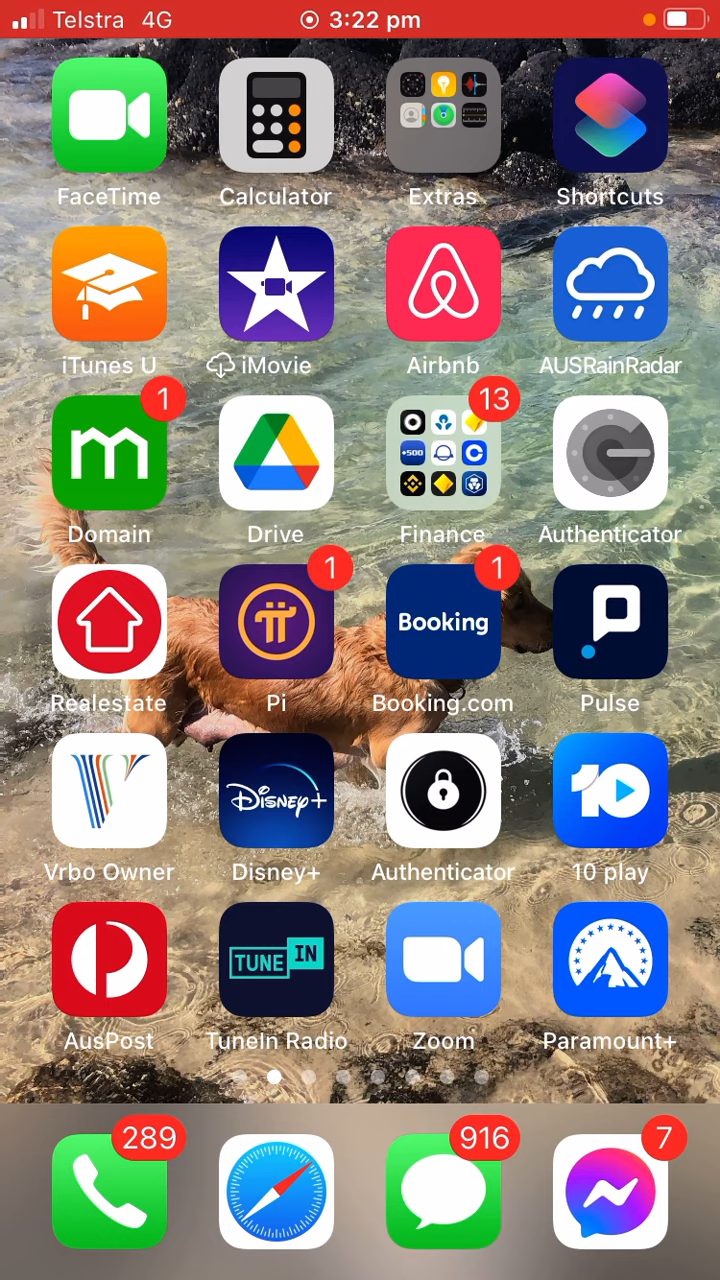 Telstra 4G 3:22 pm
FaceTime Calculator Extras Shortcuts
iTunes U iMovie Airbnb AUSRainRadar
1 13
m +500
Domain Drive Finance Authenticator
1 1
Booking
Realestate Pi Booking.com Pulse
Disney+ 10
Vrbo Owner Disney+ Authenticator 10 play
TUNE IN
AusPost TuneIn Radio Zoom Paramount+
289 916 7